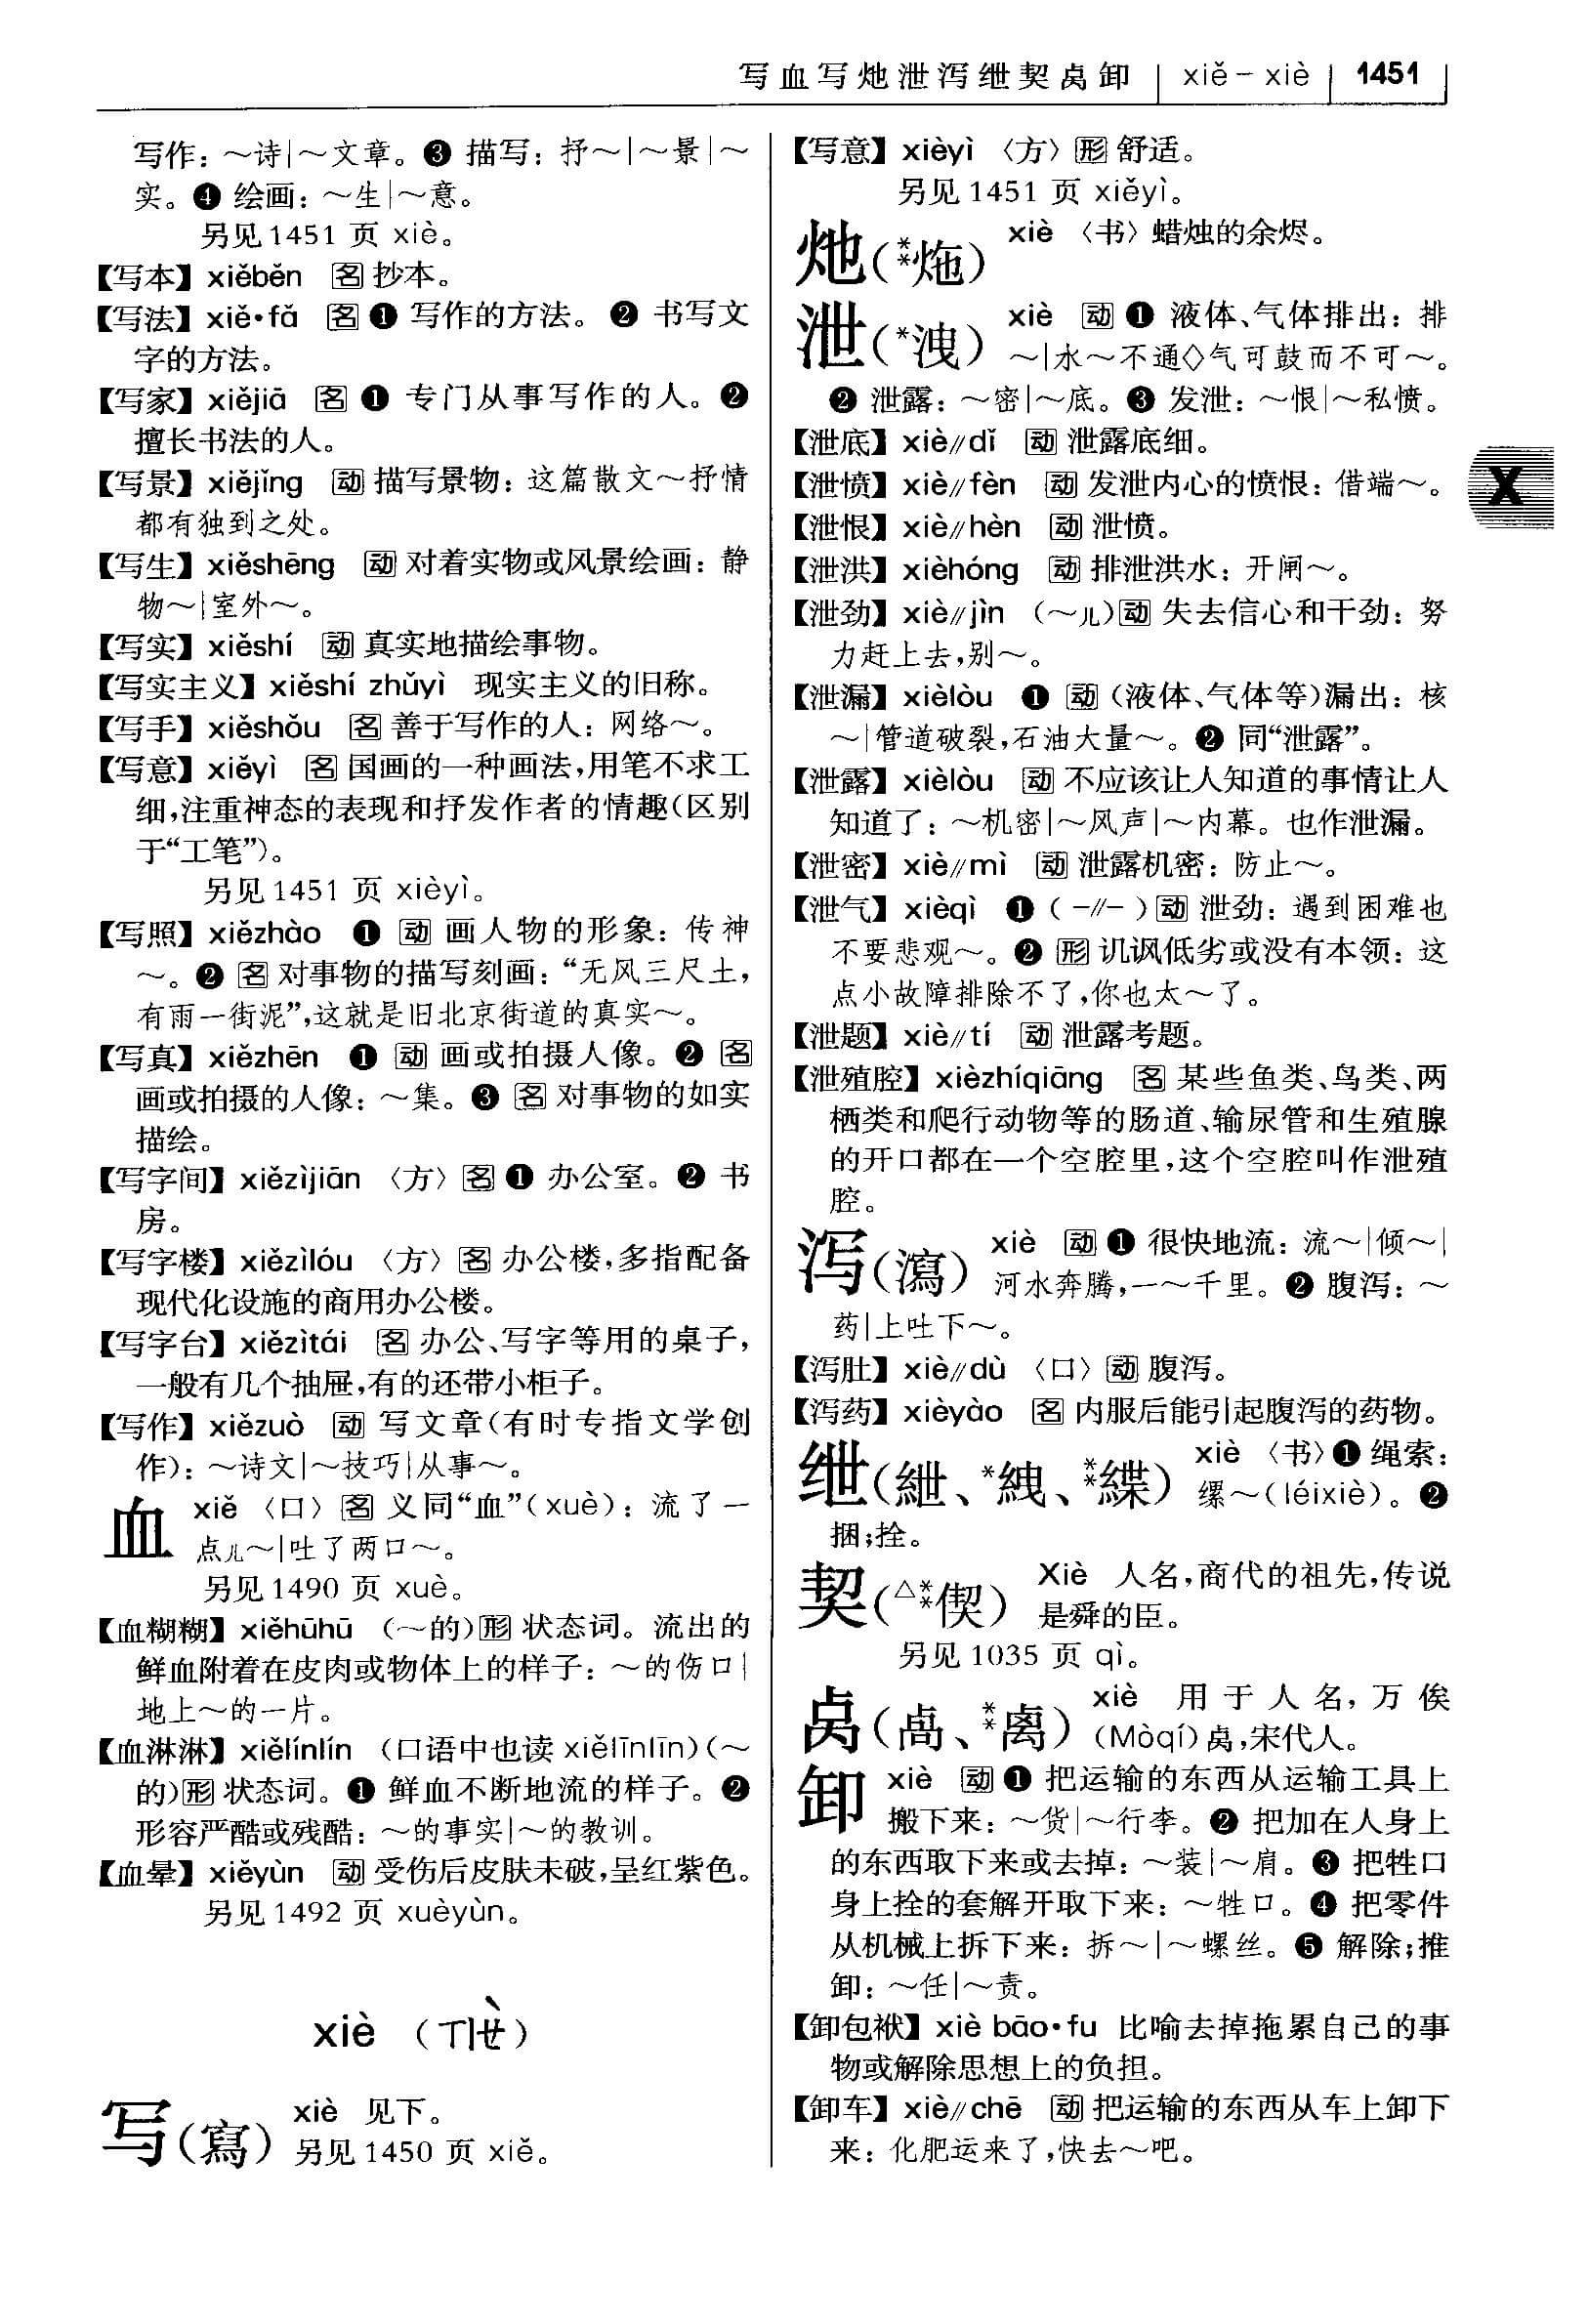 写血写灺泄泻绁契卨卸 xiě－xiè 1451
写作：～诗|～文章。❸ 描写：抒～|～景|～
实。❹ 绘画：～生|～意。
另见1451 页 xiè。
【写本】xiěběn 名 抄本。
【写法】xiě•fǎ 名 ❶ 写作的方法。❷ 书写文
字的方法。
【写家】xiějiā 名 ❶ 专门从事写作的人。❷
擅长书法的人。
【写景】xiějǐng 动 描写景物：这篇散文～抒情
都有独到之处。
【写生】xiěshēng 动 对着实物或风景绘画：静
物～|室外～。
【写实】xiěshí 动 真实地描绘事物。
【写实主义】xiěshí zhǔyì 现实主义的旧称。
【写手】xiěshǒu 名 善于写作的人：网络～。
【写意】xiěyì 名 国画的一种画法，用笔不求工
细，注重神态的表现和抒发作者的情趣（区别
于“工笔”）。
另见1451 页 xièyì。
【写照】xiězhào ❶ 动 画人物的形象：传神
～。❷ 名 对事物的描写刻画：“无风三尺土，
有雨一街泥”，这就是旧北京街道的真实～。
【写真】xiězhēn ❶ 动 画或拍摄人像。❷ 名
画或拍摄的人像：～集。❸ 名 对事物的如实
描绘。
【写字间】xiězìjiān 〈方〉名 ❶ 办公室。❷ 书
房。
【写字楼】xiězìlóu 〈方〉名 办公楼，多指配备
现代化设施的商用办公楼。
【写字台】xiězìtái 名 办公、写字等用的桌子，
一般有几个抽屉，有的还带小柜子。
【写作】xiězuò 动 写文章（有时专指文学创
作）：～诗文|～技巧|从事～。
血 xiě 〈口〉名 义同“血”（xuè）：流了一
点儿～|吐了两口～。
另见1490 页 xuè。
【血糊糊】xiěhūhū （～的）形 状态词。流出的
鲜血附着在皮肉或物体上的样子：～的伤口|
地上～的一片。
【血淋淋】xiělínlín （口语中也读 xiělīnlīn）（～
的）形 状态词。❶ 鲜血不断地流的样子。❷
形容严酷或残酷：～的事实|～的教训。
【血晕】xiěyùn 动 受伤后皮肤未破，呈红紫色。
另见1492 页 xuèyùn。
xiè （ㄒㄧㄝˋ）
写（寫） xiè 见下。
另见1450 页 xiě。
【写意】xièyì 〈方〉形 舒适。
另见1451 页 xiěyì。
灺（**炧） xiè 〈书〉蜡烛的余烬。
泄（*洩） xiè 动 ❶ 液体、气体排出：排
～|水～不通◇气可鼓而不可～。
❷ 泄露：～密|～底。❸ 发泄：～恨|～私愤。
【泄底】xiè//dǐ 动 泄露底细。
【泄愤】xiè//fèn 动 发泄内心的愤恨：借端～。
【泄恨】xiè//hèn 动 泄愤。
【泄洪】xièhóng 动 排泄洪水：开闸～。
【泄劲】xiè//jìn （～儿）动 失去信心和干劲：努
力赶上去，别～。
【泄漏】xièlòu ❶ 动（液体、气体等）漏出：核
～|管道破裂，石油大量～。❷ 同“泄露”。
【泄露】xièlòu 动 不应该让人知道的事情让人
知道了：～机密|～风声|～内幕。也作泄漏。
【泄密】xiè//mì 动 泄露机密：防止～。
【泄气】xièqì ❶（－//－）动 泄劲：遇到困难也
不要悲观～。❷ 形 讥讽低劣或没有本领：这
点小故障排除不了，你也太～了。
【泄题】xiè//tí 动 泄露考题。
【泄殖腔】xièzhíqiāng 名 某些鱼类、鸟类、两
栖类和爬行动物等的肠道、输尿管和生殖腺
的开口都在一个空腔里，这个空腔叫作泄殖
腔。
泻（瀉） xiè 动 ❶ 很快地流：流～|倾～|
河水奔腾，一～千里。❷ 腹泻：～
药|上吐下～。
【泻肚】xiè//dù 〈口〉动 腹泻。
【泻药】xièyào 名 内服后能引起腹泻的药物。
绁（紲、*絏、**緤） xiè 〈书〉❶ 绳索：
缧～（léixiè）。❷
捆；拴。
契（△**偰） Xiè 人名，商代的祖先，传说
是舜的臣。
另见1035 页 qì。
卨（卨、**离） xiè 用于人名，万俟
（Mòqí）卨，宋代人。
卸 xiè 动 ❶ 把运输的东西从运输工具上
搬下来：～货|～行李。❷ 把加在人身上
的东西取下来或去掉：～装|～肩。❸ 把牲口
身上拴的套解开取下来：～牲口。❹ 把零件
从机械上拆下来：拆～|～螺丝。❺ 解除；推
卸：～任|～责。
【卸包袱】xiè bāo•fu 比喻去掉拖累自己的事
物或解除思想上的负担。
【卸车】xiè//chē 动 把运输的东西从车上卸下
来：化肥运来了，快去～吧。
X